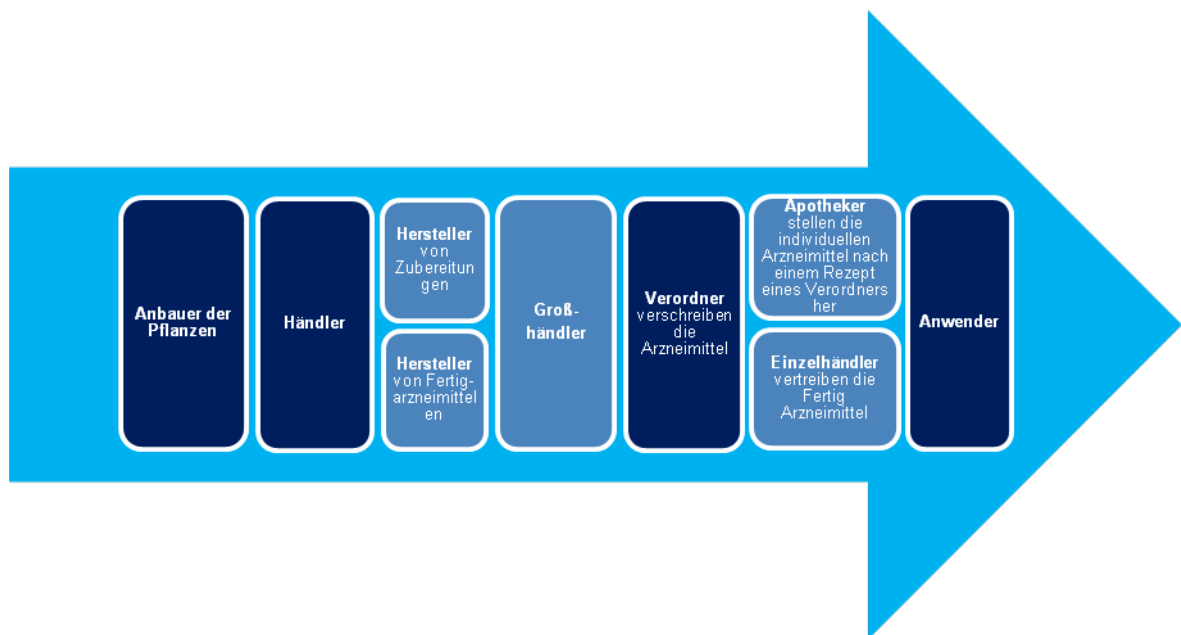 Anbauer der
Pflanzen
Händler
Hersteller
von
Zubereitun
gen
Hersteller
von Fertig-
arzneimittel
en
Groß-
händler
Verordner
verschreiben
die
Arzneimittel
Apotheker
stellen die
individuellen
Arzneimittel nach
einem Rezept
eines Verordners
her
Einzelhändler
vertreiben die
Fertig
Arzneimittel
Anwender